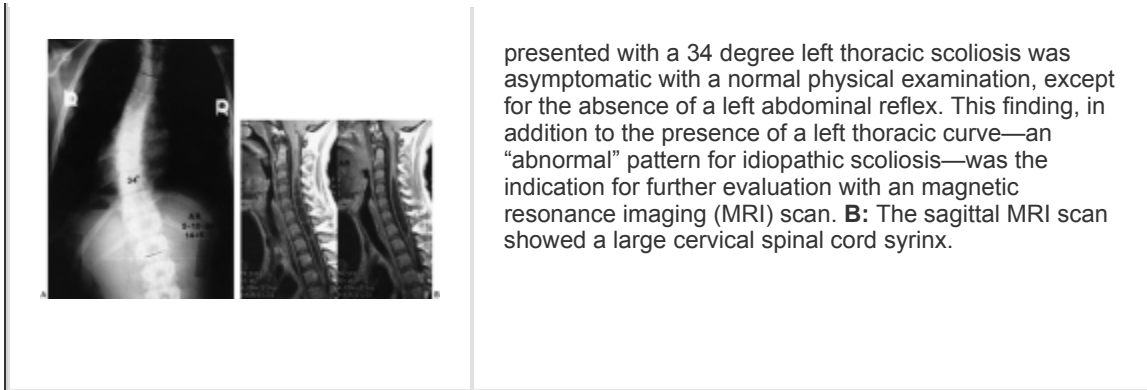 R
R
34°
A
B
presented with a 34 degree left thoracic scoliosis was
asymptomatic with a normal physical examination, except
for the absence of a left abdominal reflex. This finding, in
addition to the presence of a left thoracic curve—an
“abnormal” pattern for idiopathic scoliosis—was the
indication for further evaluation with an magnetic
resonance imaging (MRI) scan. B: The sagittal MRI scan
showed a large cervical spinal cord syrinx.